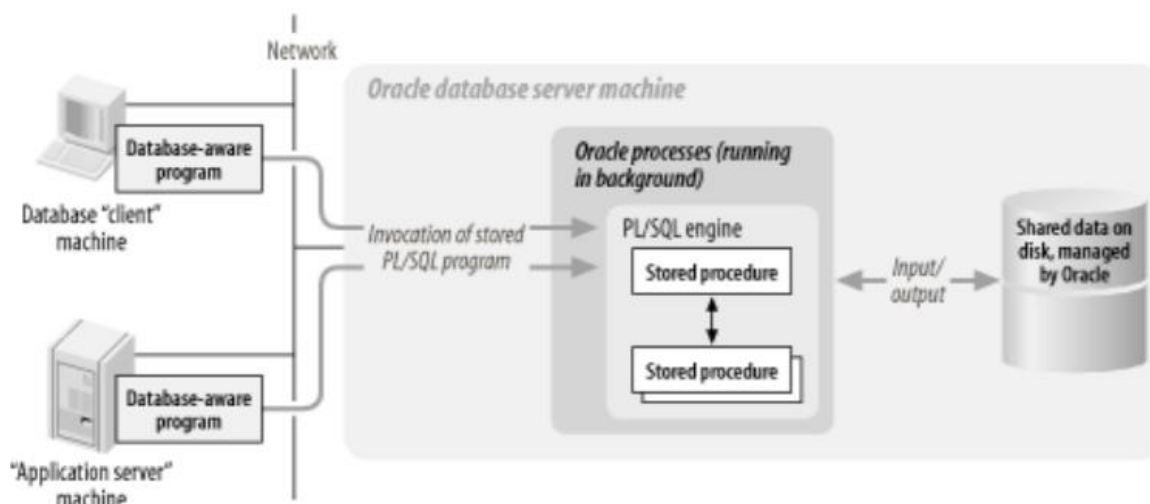 Network
Oracle database server machine
Database-aware
program
Database “client”
machine
Invocation of stored
PL/SQL program
Oracle processes (running
in background)
PL/SQL engine
Stored procedure
Stored procedure
Input/
output
Shared data on
disk, managed
by Oracle
Database-aware
program
“Application server”
machine